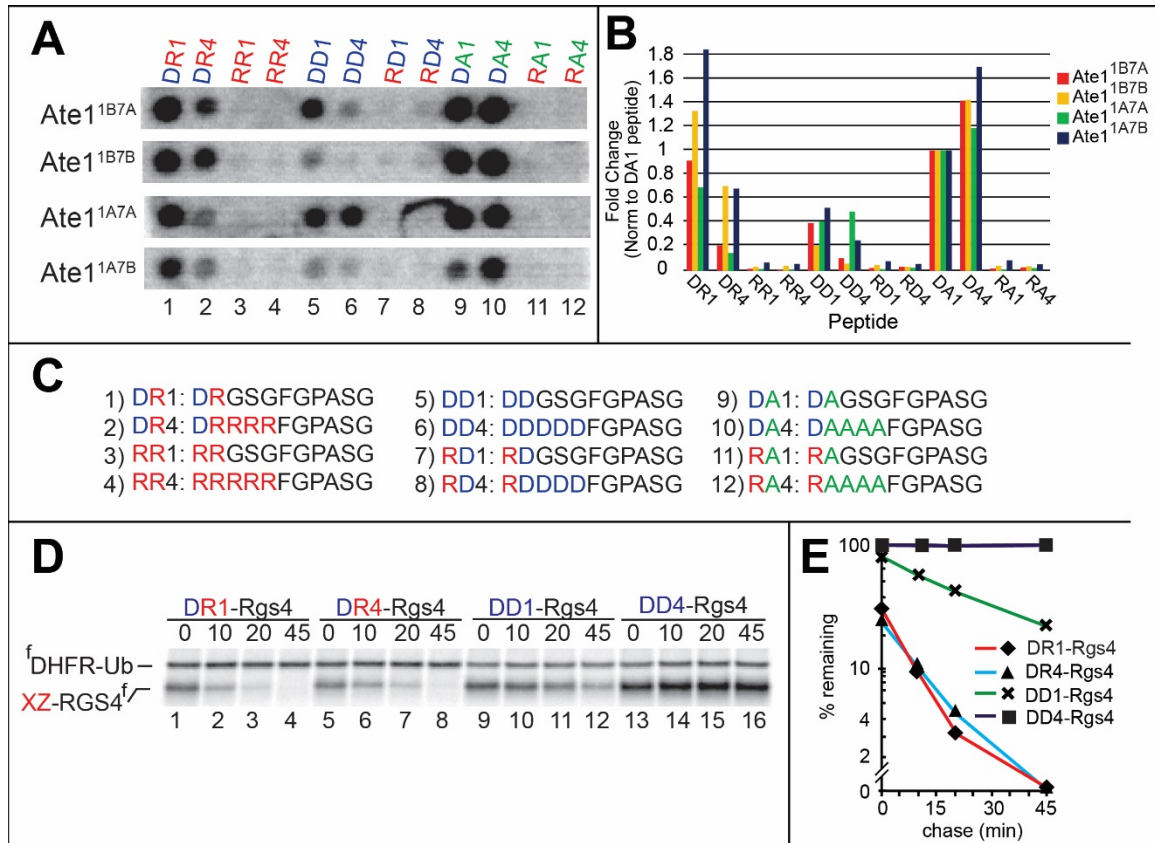 A
DR1 DR4 RR1 RR4 DD1 DD4 RD1 RD4 DA1 DA4 RA1 RA4
Ate1 1B7A
Ate1 1B7B
Ate1 1A7A
Ate1 1A7B
1 2 3 4 5 6 7 8 9 10 11 12
B
Fold Change
(Norm to DA1 peptide)
1.8
1.6
1.4
1.2
1
0.8
0.6
0.4
0.2
0
DR1 DR4 RR1 RR4 DD1 DD4 RD1 RD4 DA1 DA4 RA1 RA4
Peptide
Ate1 1B7A
Ate1 1B7B
Ate1 1A7A
Ate1 1A7B
C
1) DR1: DRGSGFGPASG
2) DR4: DRRRRFGPASG
3) RR1: RRGSGFGPASG
4) RR4: RRRRRFGPASG
5) DD1: DDGSGFGPASG
6) DD4: DDDDDFGPASG
7) RD1: RDGSGFGPASG
8) RD4: RDDDDFGPASG
9) DA1: DAGSGFGPASG
10) DA4: DAAAAFGPASG
11) RA1: RAGSGFGPASG
12) RA4: RAAAAFGPASG
D
DR1-Rgs4 DR4-Rgs4 DD1-Rgs4 DD4-Rgs4
0 10 20 45 0 10 20 45 0 10 20 45 0 10 20 45
fDHFR-Ub
XZ-RGS4f
1 2 3 4 5 6 7 8 9 10 11 12 13 14 15 16
E
% remaining
100
10
4
2
0
0 15 30 45
chase (min)
DR1-Rgs4
DR4-Rgs4
DD1-Rgs4
DD4-Rgs4